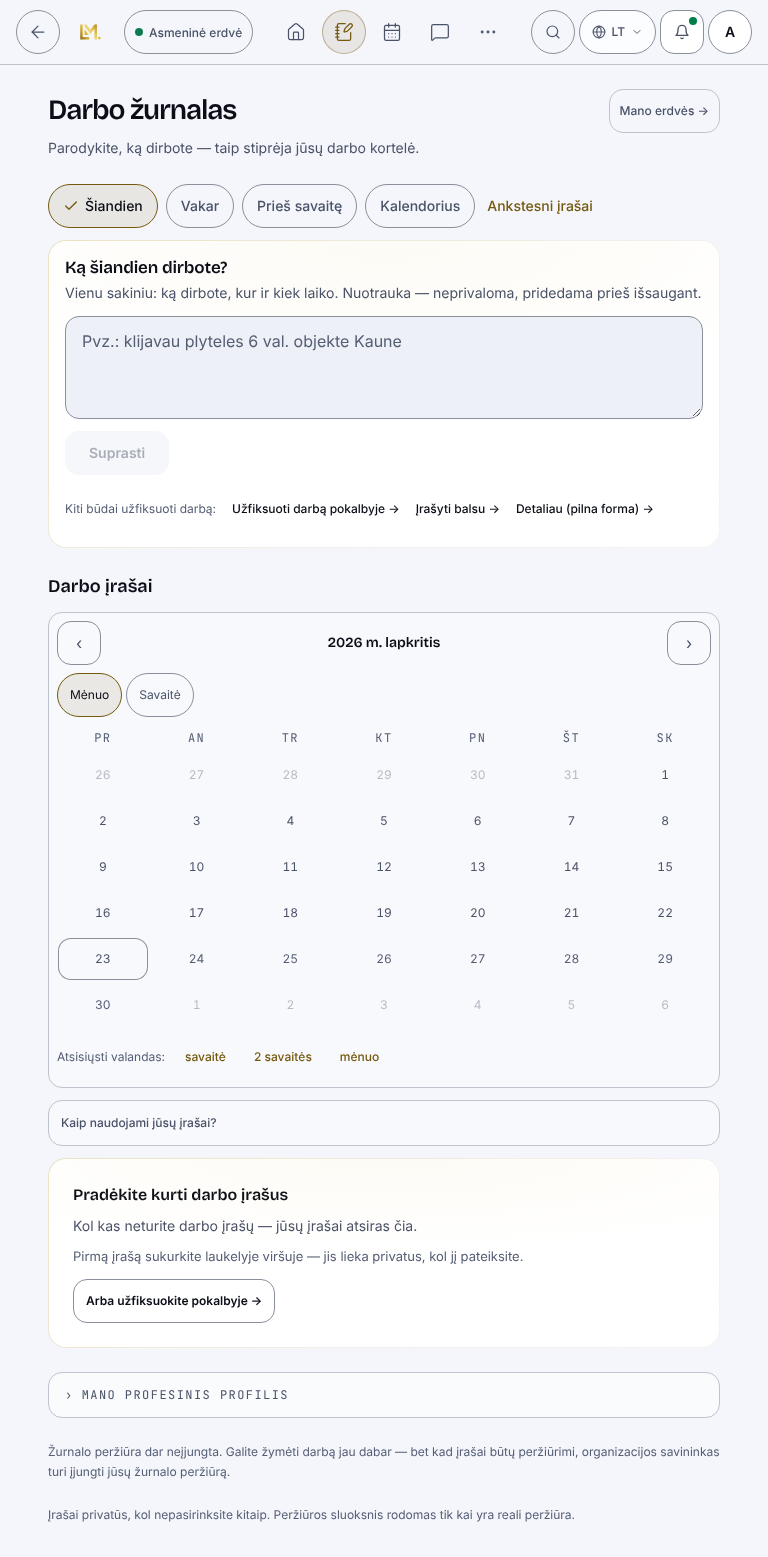 LM.
Asmeninė erdvė
LT
A
Darbo žurnalas
Mano erdvės →
Parodykite, ką dirbote — taip stiprėja jūsų darbo kortelė.
Šiandien
Vakar
Prieš savaitę
Kalendorius
Ankstesni įrašai
Ką šiandien dirbote?
Vienu sakiniu: ką dirbote, kur ir kiek laiko. Nuotrauka — neprivaloma, pridedama prieš išsaugant.
Pvz.: klijavau plyteles 6 val. objekte Kaune
Suprasti
Kiti būdai užfiksuoti darbą: Užfiksuoti darbą pokalbyje → Įrašyti balsu → Detaliau (pilna forma) →
Darbo įrašai
‹ 2026 m. lapkritis ›
Mėnuo Savaitė
PR AN TR KT PN ŠT SK
26 27 28 29 30 31 1
2 3 4 5 6 7 8
9 10 11 12 13 14 15
16 17 18 19 20 21 22
23 24 25 26 27 28 29
30 1 2 3 4 5 6
Atsisiųsti valandas: savaitė 2 savaitės mėnuo
Kaip naudojami jūsų įrašai?
Pradėkite kurti darbo įrašus
Kol kas neturite darbo įrašų — jūsų įrašai atsiras čia.
Pirmą įrašą sukurkite laukelyje viršuje — jis lieka privatus, kol jį pateiksite.
Arba užfiksuokite pokalbyje →
› MANO PROFESINIS PROFILIS
Žurnalo peržiūra dar neįjungta. Galite žymėti darbą jau dabar — bet kad įrašai būtų peržiūrimi, organizacijos savininkas
turi įjungti jūsų žurnalo peržiūrą.
Įrašai privatūs, kol nepasirinksite kitaip. Peržiūros sluoksnis rodomas tik kai yra reali peržiūra.